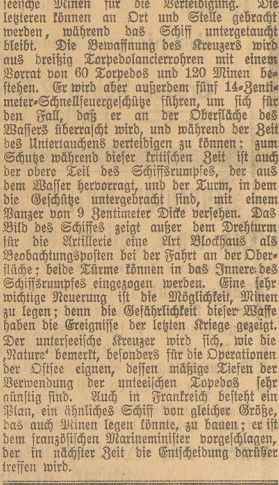 seeische Minen für die Verteidigung. Die
letzteren können an Ort und Stelle gebracht
werden, während das Schiff untergetaucht
bleibt. Die Bewaffnung des Kreuzers wird
aus dreißig Torpedolancierrohren mit einem
Vorrat von 60 Torpedos und 120 Minen be-
stehen. Er wird aber außerdem fünf 14-Zenti-
meter-Schnellfeuergeschütze führen, um sich für
den Fall, daß er an der Oberfläche des
Wassers überrascht wird, und während der Zeit
des Untertauchens verteidigen zu können; zum
Schutze während dieser kritischen Zeit ist auch
der obere Teil des Schiffsrumpfes, der aus
dem Wasser hervorragt, und der Turm, in dem
die Geschütze untergebracht sind, mit einem
Panzer von 9 Zentimeter Dicke versehen. Das
Bild des Schiffes zeigt außer dem Drehturm
für die Artillerie eine Art Blockhaus als
Beobachtungsposten bei der Fahrt an der Ober-
fläche; beide Türme können in das Innere des
Schiffsrumpfes eingezogen werden. Eine sehr
wichtige Neuerung ist die Möglichkeit, Minen
zu legen; denn die Gefährlichkeit dieser Waffe
haben die Ereignisse der letzten Kriege gezeigt.
Der unterseeische Kreuzer wird sich, wie die
„Nature" bemerkt, besonders für die Operationen
der Ostsee eignen, dessen mäßige Tiefen der
Verwendung der unteeischen Topedos sehr
günstig sind. Auch in Frankreich besteht ein
Plan, ein ähnliches Schiff von gleicher Größe,
das auch Minen legen könnte, zu bauen; er ist
dem französischen Marineminister vorgeschlagen,
der in nächster Zeit die Entscheidung darüber
treffen wird.